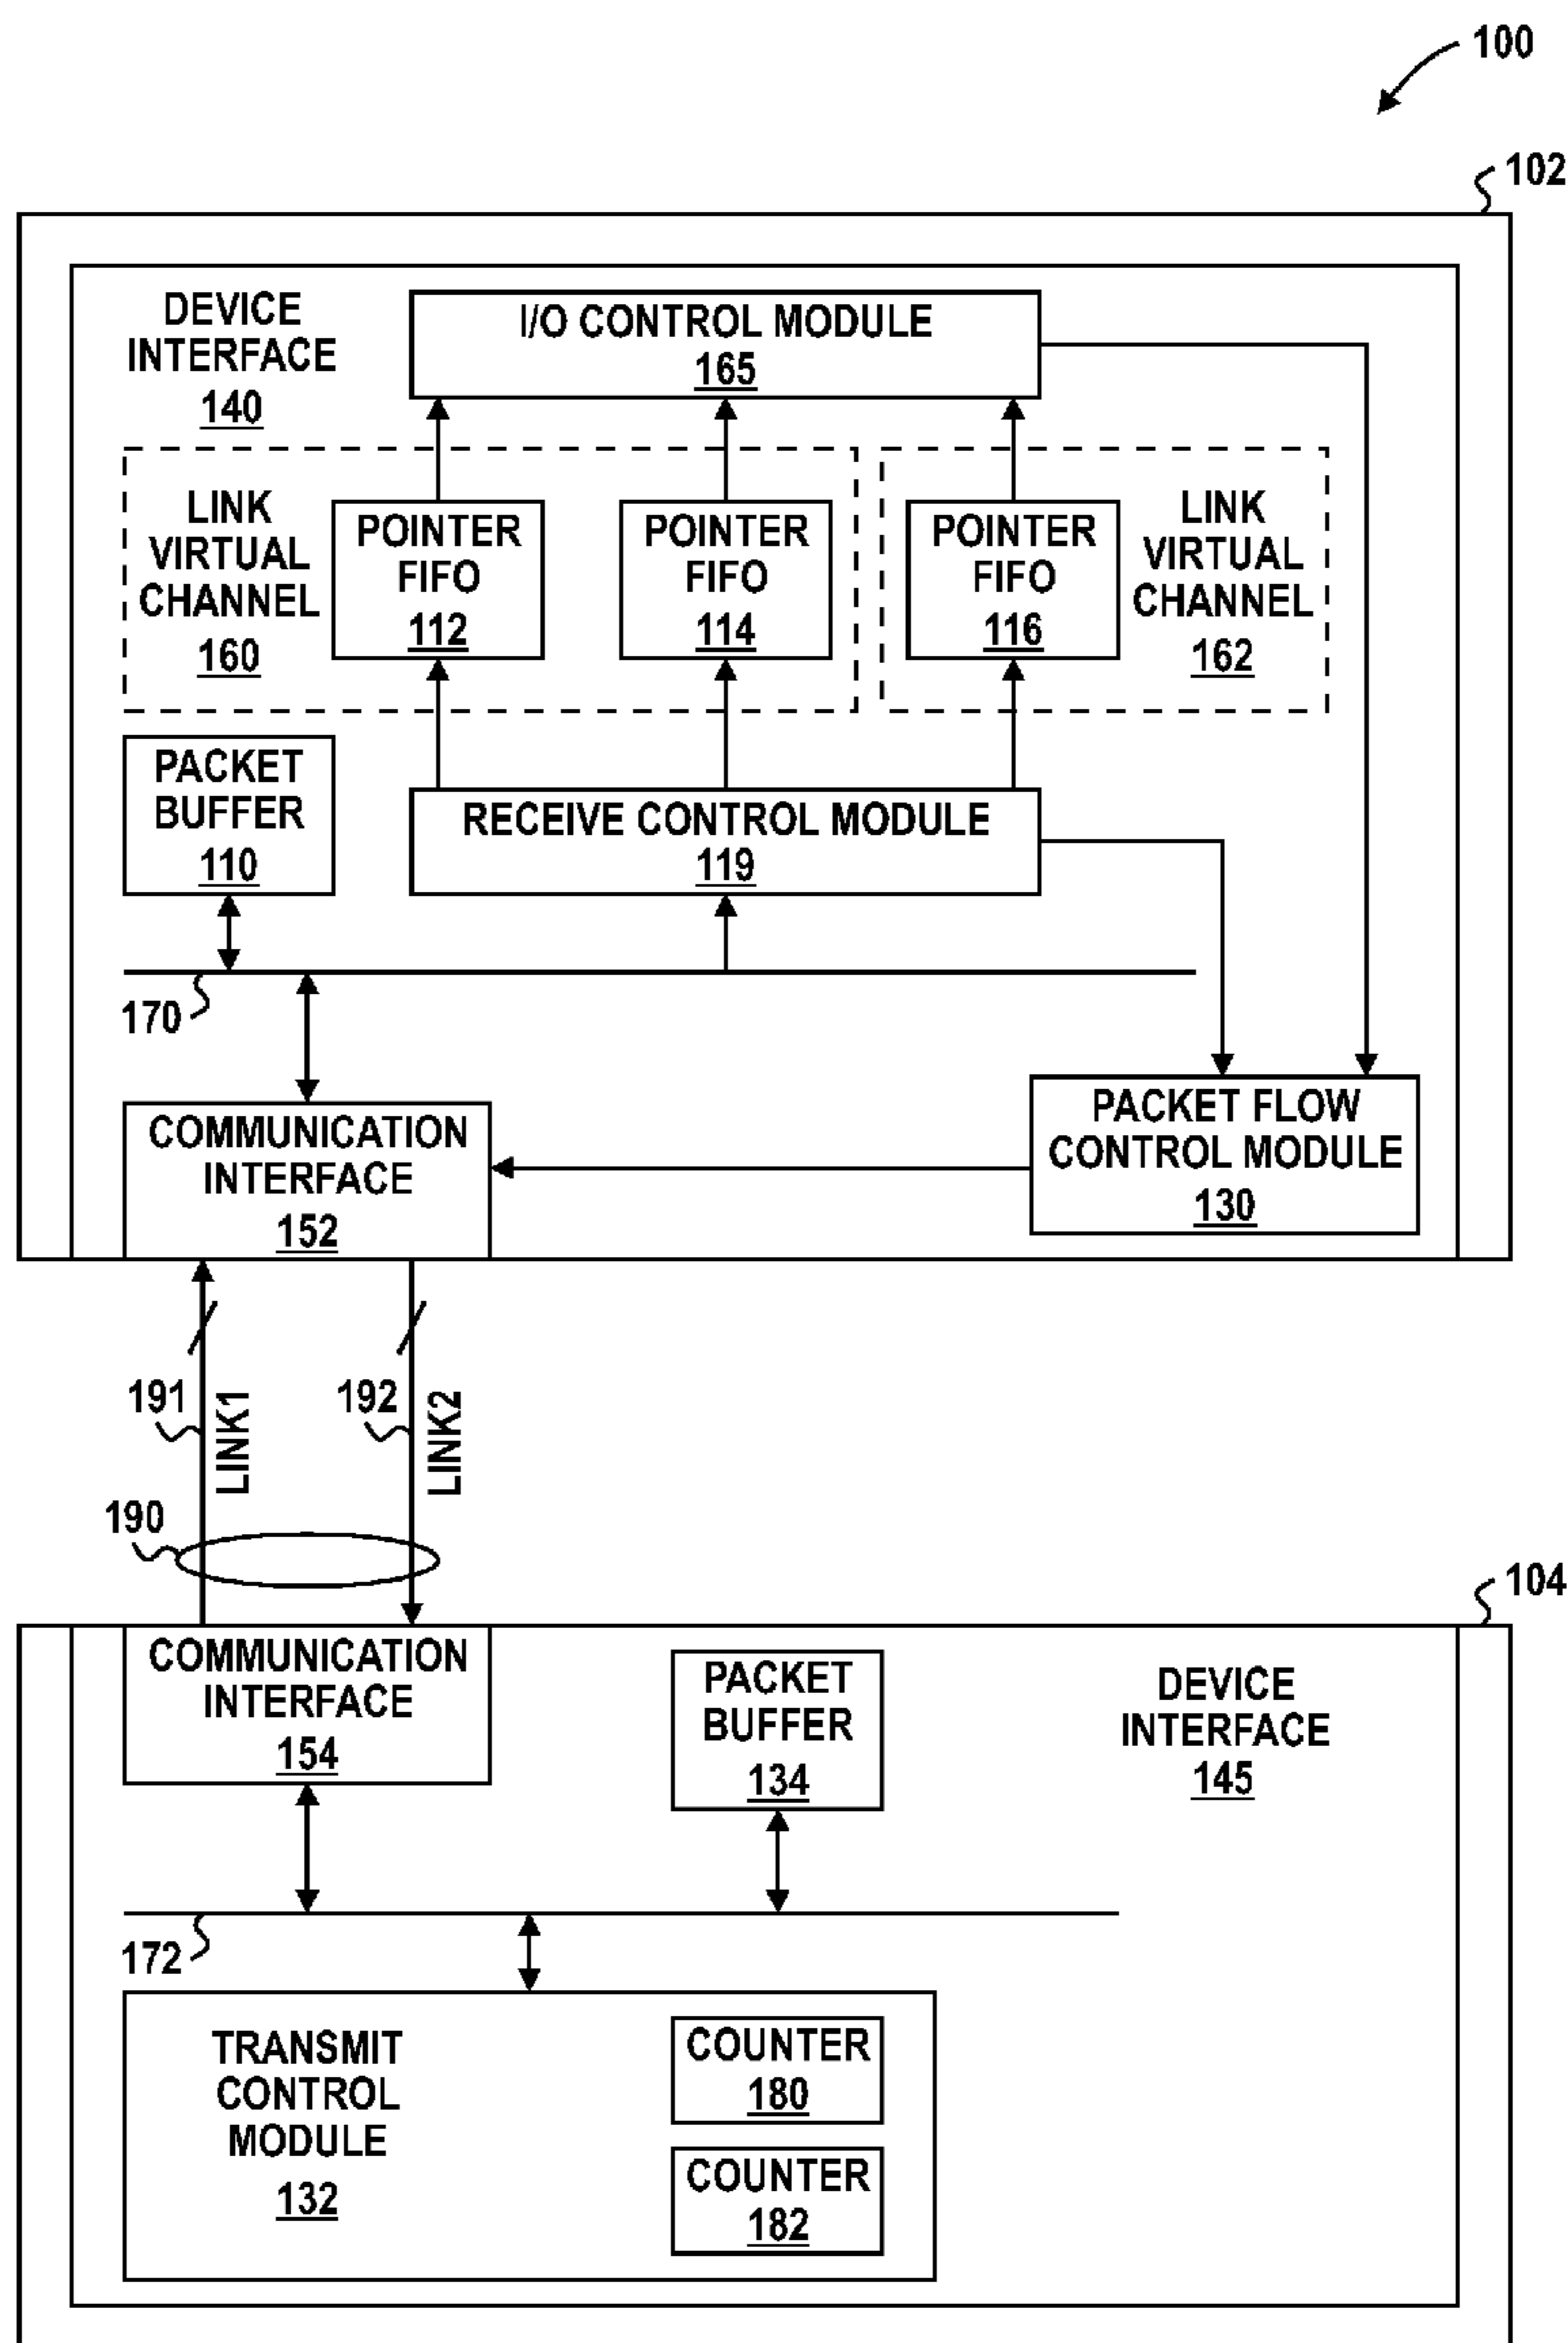 100
102
DEVICE
INTERFACE
140
I/O CONTROL MODULE
165
LINK
VIRTUAL
CHANNEL
160
POINTER
FIFO
112
POINTER
FIFO
114
POINTER
FIFO
116
LINK
VIRTUAL
CHANNEL
162
PACKET
BUFFER
110
RECEIVE CONTROL MODULE
119
170
COMMUNICATION
INTERFACE
152
PACKET FLOW
CONTROL MODULE
130
191
LINK1
192
LINK2
190
104
COMMUNICATION
INTERFACE
154
PACKET
BUFFER
134
DEVICE
INTERFACE
145
172
TRANSMIT
CONTROL
MODULE
132
COUNTER
180
COUNTER
182